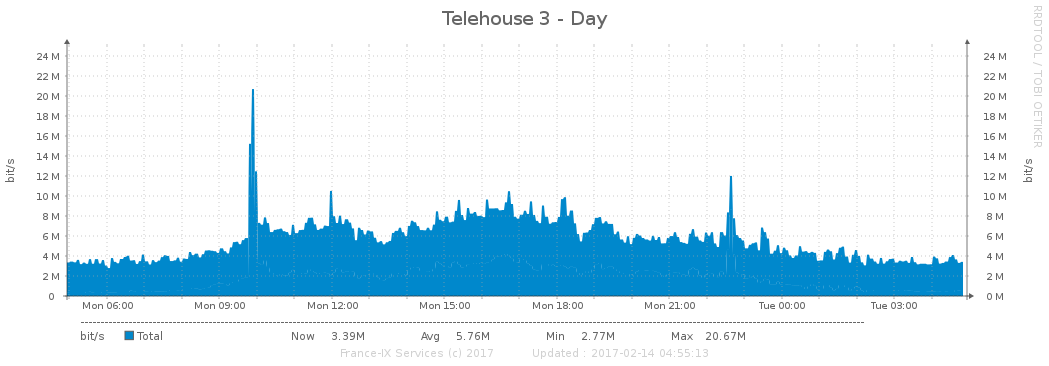 Telehouse 3 - Day
RRDTOOL / TOBI OETIKER
24 M 24 M
22 M 22 M
20 M 20 M
18 M 18 M
16 M 16 M
14 M 14 M
12 M 12 M
10 M 10 M
8 M 8 M
6 M 6 M
4 M 4 M
2 M 2 M
0 0 M
bit/s bit/s
Mon 06:00 Mon 09:00 Mon 12:00 Mon 15:00 Mon 18:00 Mon 21:00 Tue 00:00 Tue 03:00
bit/s Total Now 3.39M Avg 5.76M Min 2.77M Max 20.67M
France-IX Services (c) 2017 Updated : 2017-02-14 04:55:13